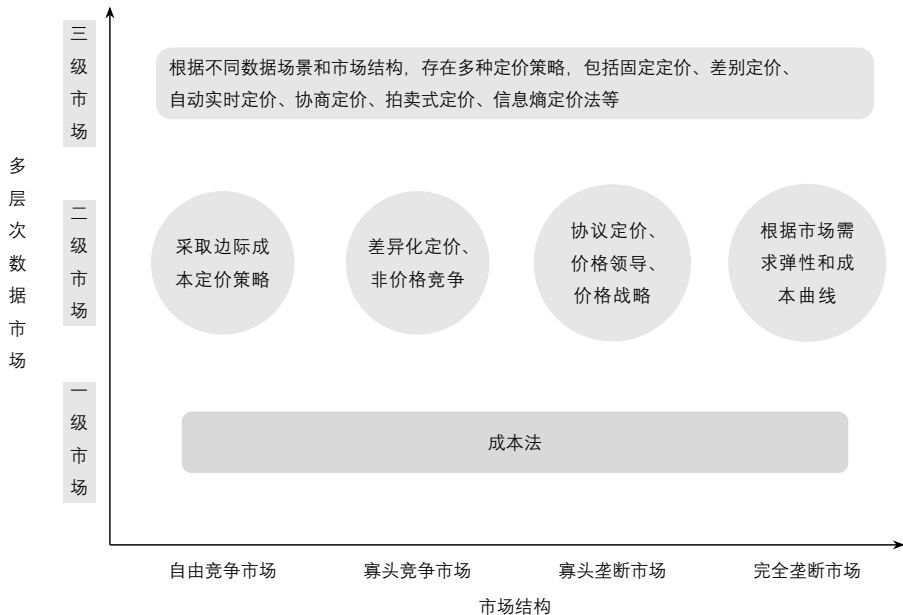 多层次数据市场
三级市场
根据不同数据场景和市场结构，存在多种定价策略，包括固定定价、差别定价、
自动实时定价、协商定价、拍卖式定价、信息熵定价法等
二级市场
采取边际成
本定价策略
差异化定价、
非价格竞争
协议定价、
价格领导、
价格战略
根据市场需
求弹性和成
本曲线
一级市场
成本法
自由竞争市场
寡头竞争市场
寡头垄断市场
完全垄断市场
市场结构